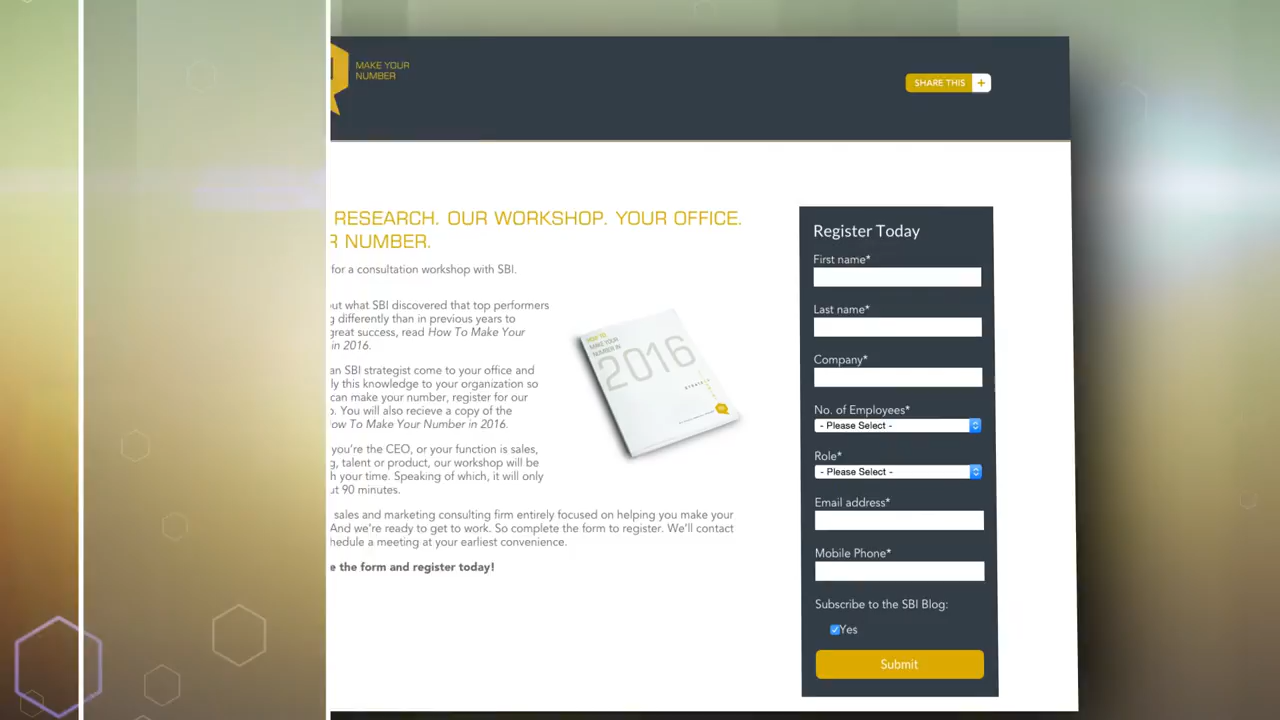 MAKE YOUR
NUMBER
SHARE THIS +
RESEARCH. OUR WORKSHOP. YOUR OFFICE.
R NUMBER.
for a consultation workshop with SBI.
ut what SBI discovered that top performers
g differently than in previous years to
great success, read How To Make Your
in 2016.
an SBI strategist come to your office and
ly this knowledge to your organization so
can make your number, register for our
p. You will also recieve a copy of the
ow To Make Your Number in 2016.
you're the CEO, or your function is sales,
g, talent or product, our workshop will be
h your time. Speaking of which, it will only
ut 90 minutes.
sales and marketing consulting firm entirely focused on helping you make your
And we're ready to get to work. So complete the form to register. We'll contact
hedule a meeting at your earliest convenience.
e the form and register today!
HOW TO
MAKE YOUR
NUMBER IN
2016
Register Today
First name*
Last name*
Company*
No. of Employees*
- Please Select -
Role*
- Please Select -
Email address*
Mobile Phone*
Subscribe to the SBI Blog:
Yes
Submit